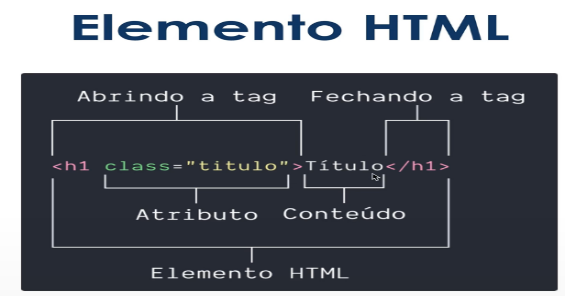 Elemento HTML
Abrindo a tag Fechando a tag
<h1 class="titulo">Título</h1>
Atributo Conteúdo
Elemento HTML